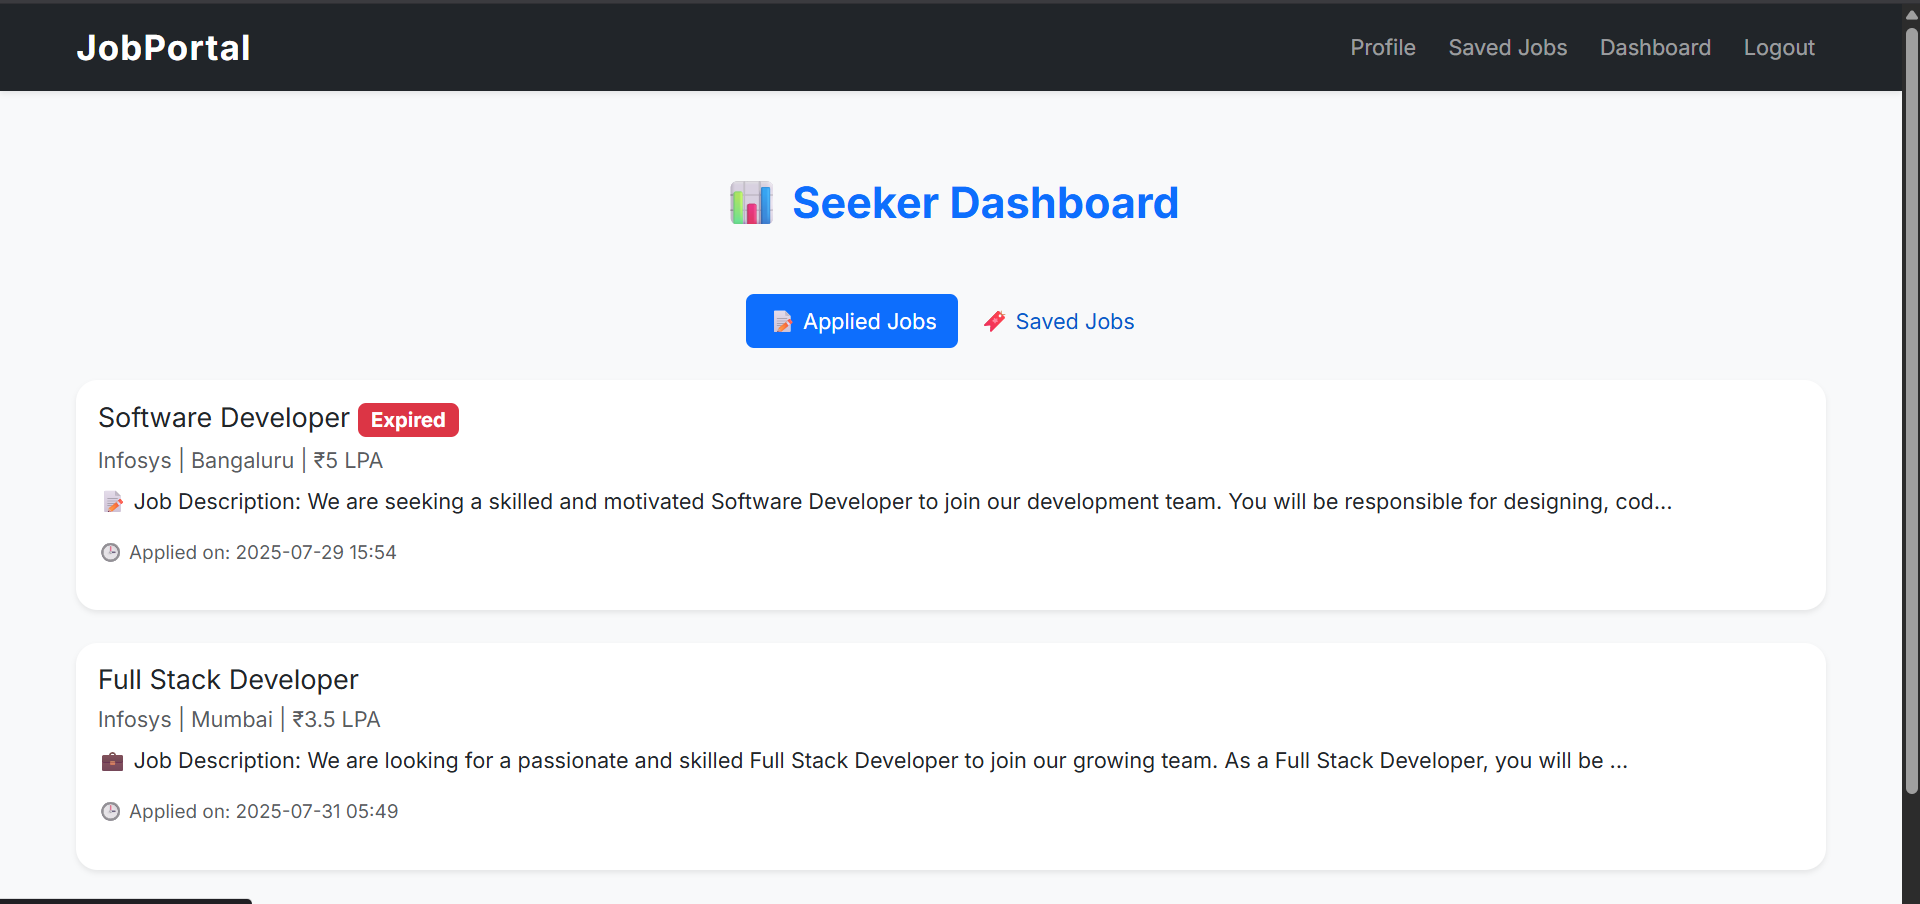 JobPortal
Profile Saved Jobs Dashboard Logout
Seeker Dashboard
Applied Jobs Saved Jobs
Software Developer Expired
Infosys | Bangaluru | ₹5 LPA
Job Description: We are seeking a skilled and motivated Software Developer to join our development team. You will be responsible for designing, cod...
Applied on: 2025-07-29 15:54
Full Stack Developer
Infosys | Mumbai | ₹3.5 LPA
Job Description: We are looking for a passionate and skilled Full Stack Developer to join our growing team. As a Full Stack Developer, you will be ...
Applied on: 2025-07-31 05:49